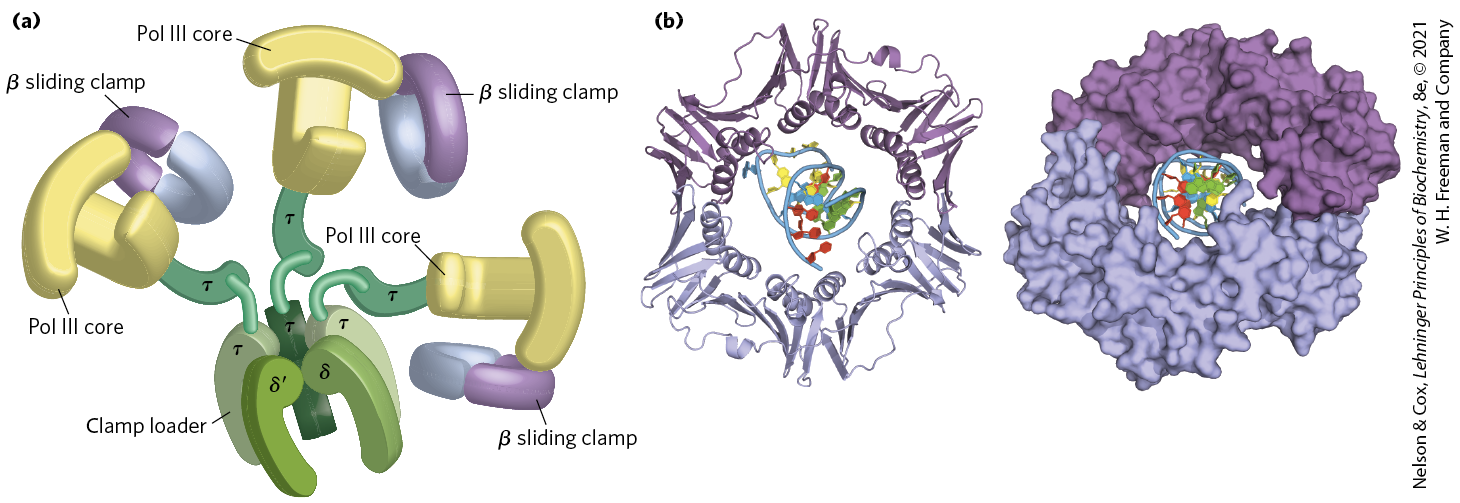 (a)
Pol III core
β sliding clamp
β sliding clamp
τ
Pol III core
τ
τ
Pol III core
τ
τ
τ
δ′
δ
Clamp loader
β sliding clamp
(b)
Nelson & Cox, Lehninger Principles of Biochemistry, 8e, © 2021
W. H. Freeman and Company